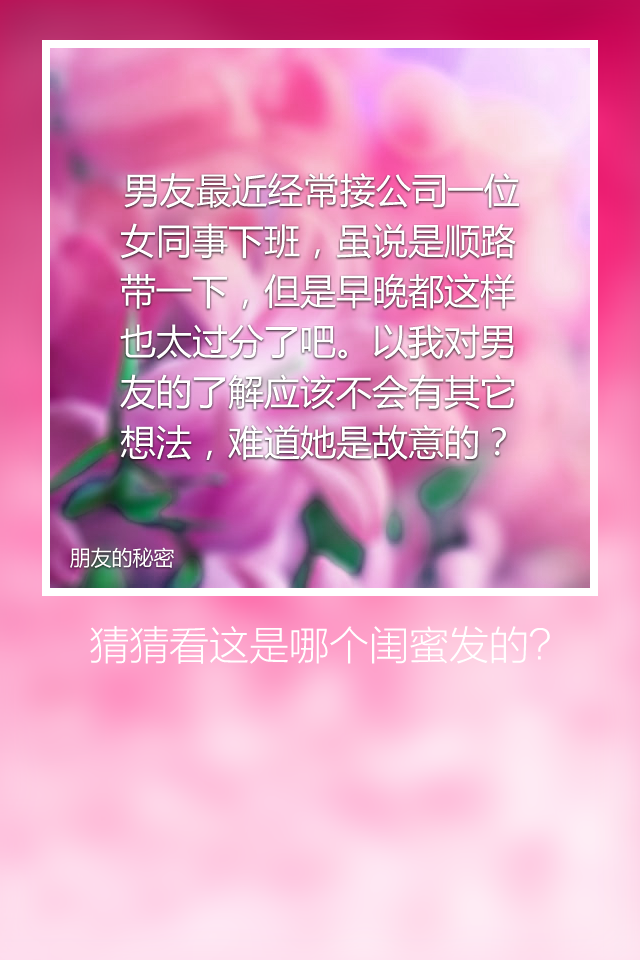 男友最近经常接公司一位
女同事下班，虽说是顺路
带一下，但是早晚都这样
也太过分了吧。以我对男
友的了解应该不会有其它
想法，难道她是故意的？
朋友的秘密
猜猜看这是哪个闺蜜发的?